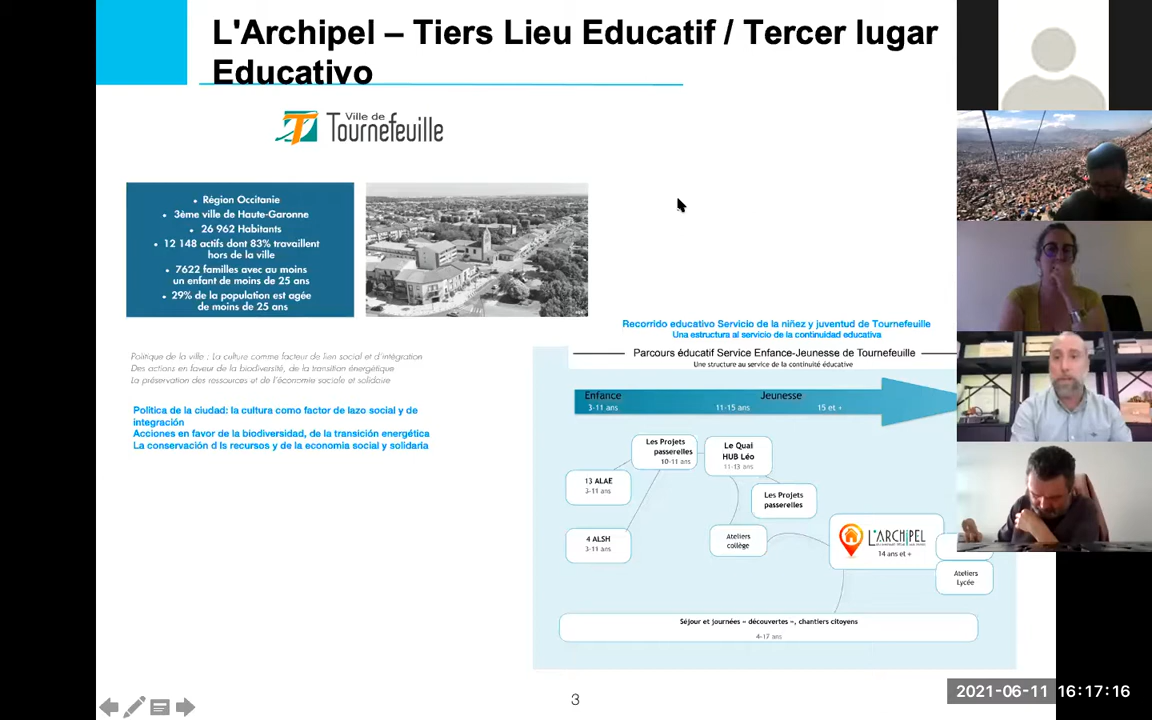 L'Archipel – Tiers Lieu Educatif / Tercer lugar
Educativo
Ville de
Tournefeuille
• Région Occitanie
• 3ème ville de Haute-Garonne
• 26 962 Habitants
• 12 148 actifs dont 83% travaillent
hors de la ville
• 7622 familles avec au moins
un enfant de moins de 25 ans
• 29% de la population est agée
de moins de 25 ans
Politique de la ville : La culture comme facteur de lien social et d'intégration
Des actions en faveur de la biodiversité, de la transition énergétique
La préservation des ressources et de l'économie sociale et solidaire
Politica de la ciudad: la cultura como factor de lazo social y de
integración
Acciones en favor de la biodiversidad, de la transición energética
La conservación d ls recursos y de la economia social y solidaria
Recorrido educativo Servicio de la niñez y juventud de Tournefeuille
Una estructura al servicio de la continuidad educativa
Parcours éducatif Service Enfance-Jeunesse de Tournefeuille
Une structure au service de la continuité éducative
Enfance
3-11 ans
Jeunesse
11-15 ans
15 et +
Les Projets
passerelles
10-11 ans
Le Quai
HUB Léo
11-13 ans
13 ALAE
3-11 ans
Les Projets
passerelles
4 ALSH
3-11 ans
Ateliers
collège
L'ARCHIPEL
14 ans et +
Ateliers
Lycée
Séjour et journées « découvertes », chantiers citoyens
4-17 ans
3
2021-06-11 16:17:16